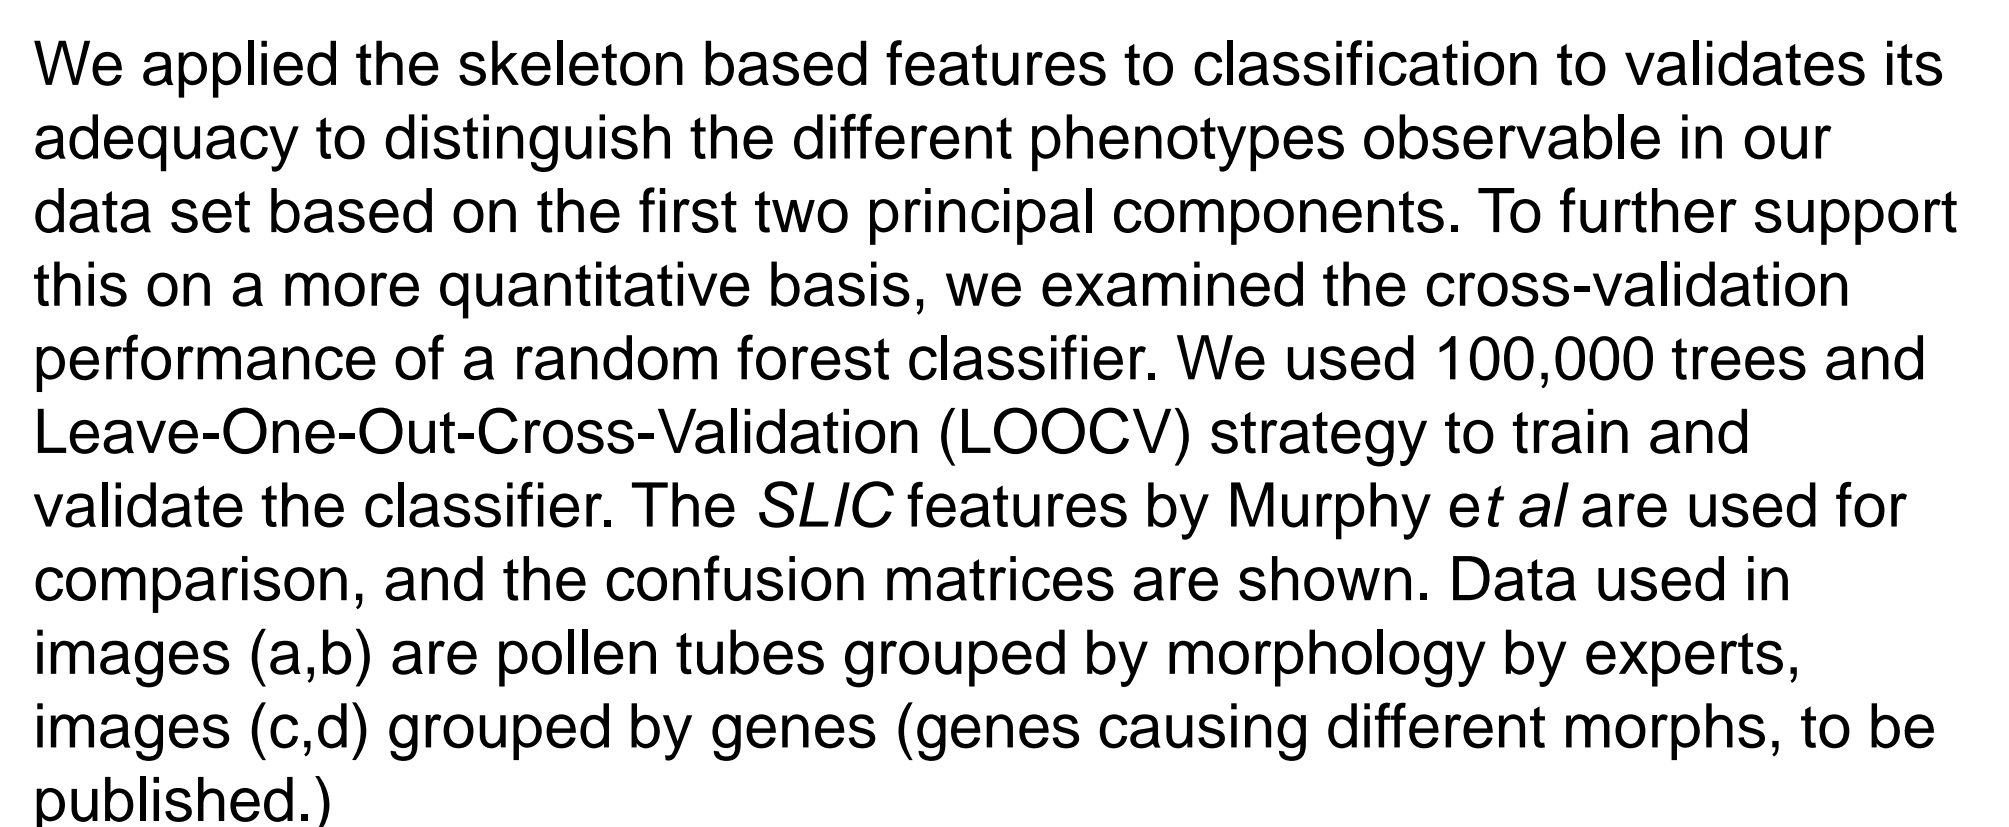 We applied the skeleton based features to classification to validates its
adequacy to distinguish the different phenotypes observable in our
data set based on the first two principal components. To further support
this on a more quantitative basis, we examined the cross-validation
performance of a random forest classifier. We used 100,000 trees and
Leave-One-Out-Cross-Validation (LOOCV) strategy to train and
validate the classifier. The SLIC features by Murphy et al are used for
comparison, and the confusion matrices are shown. Data used in
images (a,b) are pollen tubes grouped by morphology by experts,
images (c,d) grouped by genes (genes causing different morphs, to be
published.)